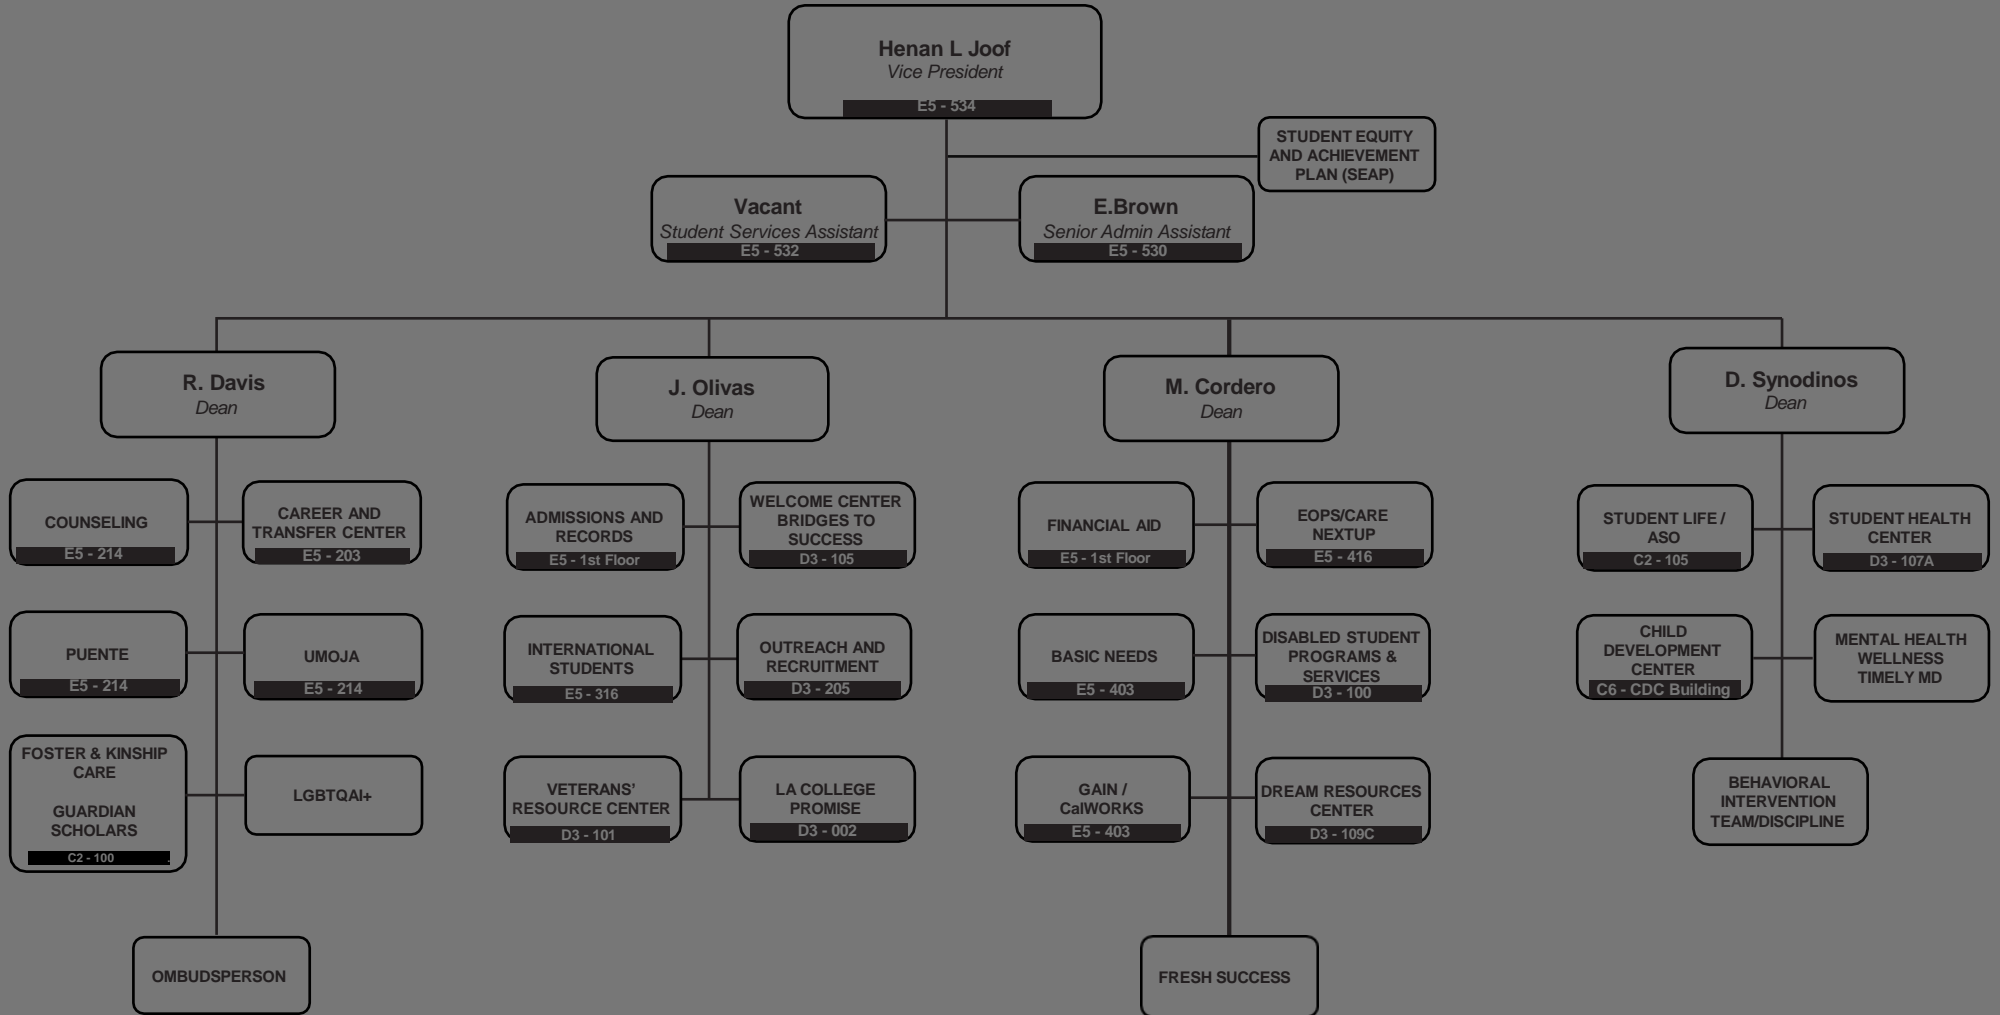 Henan L Joof
Vice President
E5 - 534
STUDENT EQUITY
AND ACHIEVEMENT
PLAN (SEAP)
Vacant
Student Services Assistant
E5 - 532
E.Brown
Senior Admin Assistant
E5 - 530
R. Davis
Dean
J. Olivas
Dean
M. Cordero
Dean
D. Synodinos
Dean
COUNSELING
E5 - 214
CAREER AND
TRANSFER CENTER
E5 - 203
ADMISSIONS AND
RECORDS
E5 - 1st Floor
WELCOME CENTER
BRIDGES TO
SUCCESS
D3 - 105
FINANCIAL AID
E5 - 1st Floor
EOPS/CARE
NEXTUP
E5 - 416
STUDENT LIFE /
ASO
C2 - 105
STUDENT HEALTH
CENTER
D3 - 107A
PUENTE
E5 - 214
UMOJA
E5 - 214
INTERNATIONAL
STUDENTS
E5 - 316
OUTREACH AND
RECRUITMENT
D3 - 205
BASIC NEEDS
E5 - 403
DISABLED STUDENT
PROGRAMS &
SERVICES
D3 - 100
CHILD
DEVELOPMENT
CENTER
C6 - CDC Building
MENTAL HEALTH
WELLNESS
TIMELY MD
FOSTER & KINSHIP
CARE
GUARDIAN
SCHOLARS
C2 - 100
LGBTQAI+
VETERANS'
RESOURCE CENTER
D3 - 101
LA COLLEGE
PROMISE
D3 - 002
GAIN /
CalWORKS
E5 - 403
DREAM RESOURCES
CENTER
D3 - 109C
BEHAVIORAL
INTERVENTION
TEAM/DISCIPLINE
OMBUDSPERSON
FRESH SUCCESS